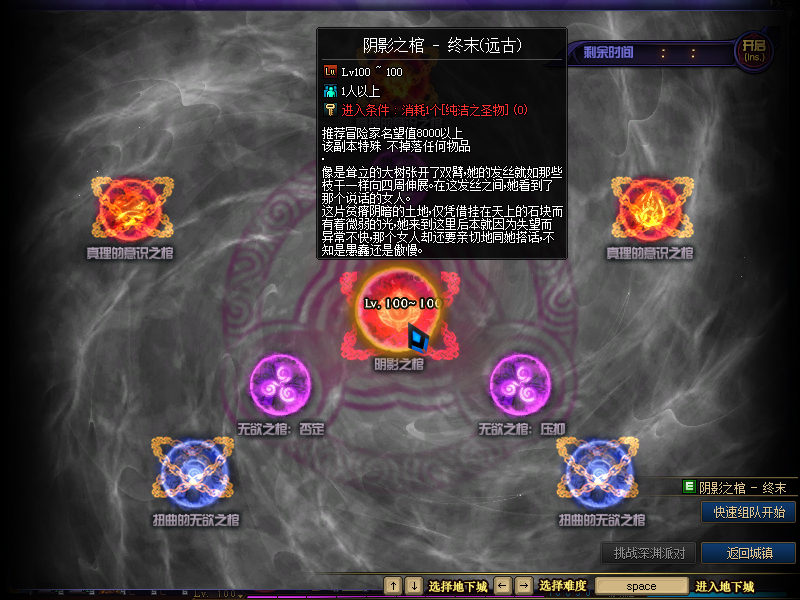 阴影之棺 - 终末(远古)
剩余时间 : :
开启
(Ins.)
Lv Lv100 ~ 100
1人以上
进入条件 : 消耗1个[纯洁之圣物] (0)
推荐冒险家名望值8000以上
该副本特殊 不掉落任何物品
.
像是耸立的大树张开了双臂,她的发丝就如那些
枝干一样向四周伸展。在这发丝之间,她看到了
那个说话的女人。
这片贫瘠阴暗的土地,仅凭借挂在天上的石块而
有着微弱的光,她来到这里后本就因为失望而
异常不快,那个女人却还要亲切地同她搭话,不
知是愚蠢还是傲慢。
真理的意识之棺
真理的意识之棺
Lv. 100~ 100
阴影之棺
无欲之棺: 否定
无欲之棺: 压抑
扭曲的无欲之棺
扭曲的无欲之棺
E 阴影之棺 - 终末
快速组队开始
挑战深渊派对
返回城镇
↑ ↓ 选择地下城 ← → 选择难度 space 进入地下城
Lv. 100